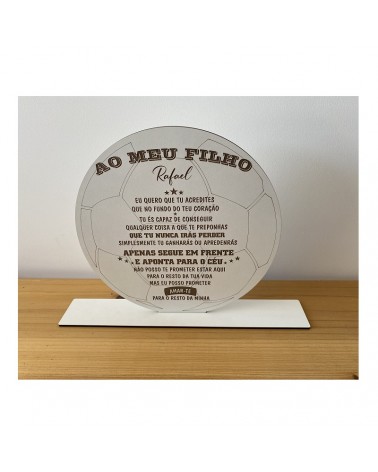 AO MEU FILHO
Rafael
EU QUERO QUE TU ACREDITES
QUE NO FUNDO DO TEU CORAÇÃO
TU ÉS CAPAZ DE CONSEGUIR
QUALQUER COISA A QUE TE PREPONHAS
QUE TU NUNCA IRÁS PERDER
SIMPLESMENTE TU GANHARÁS OU APREDENRÁS
APENAS SEGUE EM FRENTE
E APONTA PARA O CÉU
NÃO POSSO TE PROMETER ESTAR AQUI
PARA O RESTO DA TUA VIDA
MAS EU POSSO PROMETER
AMAR-TE
PARA O RESTO DA MINHA